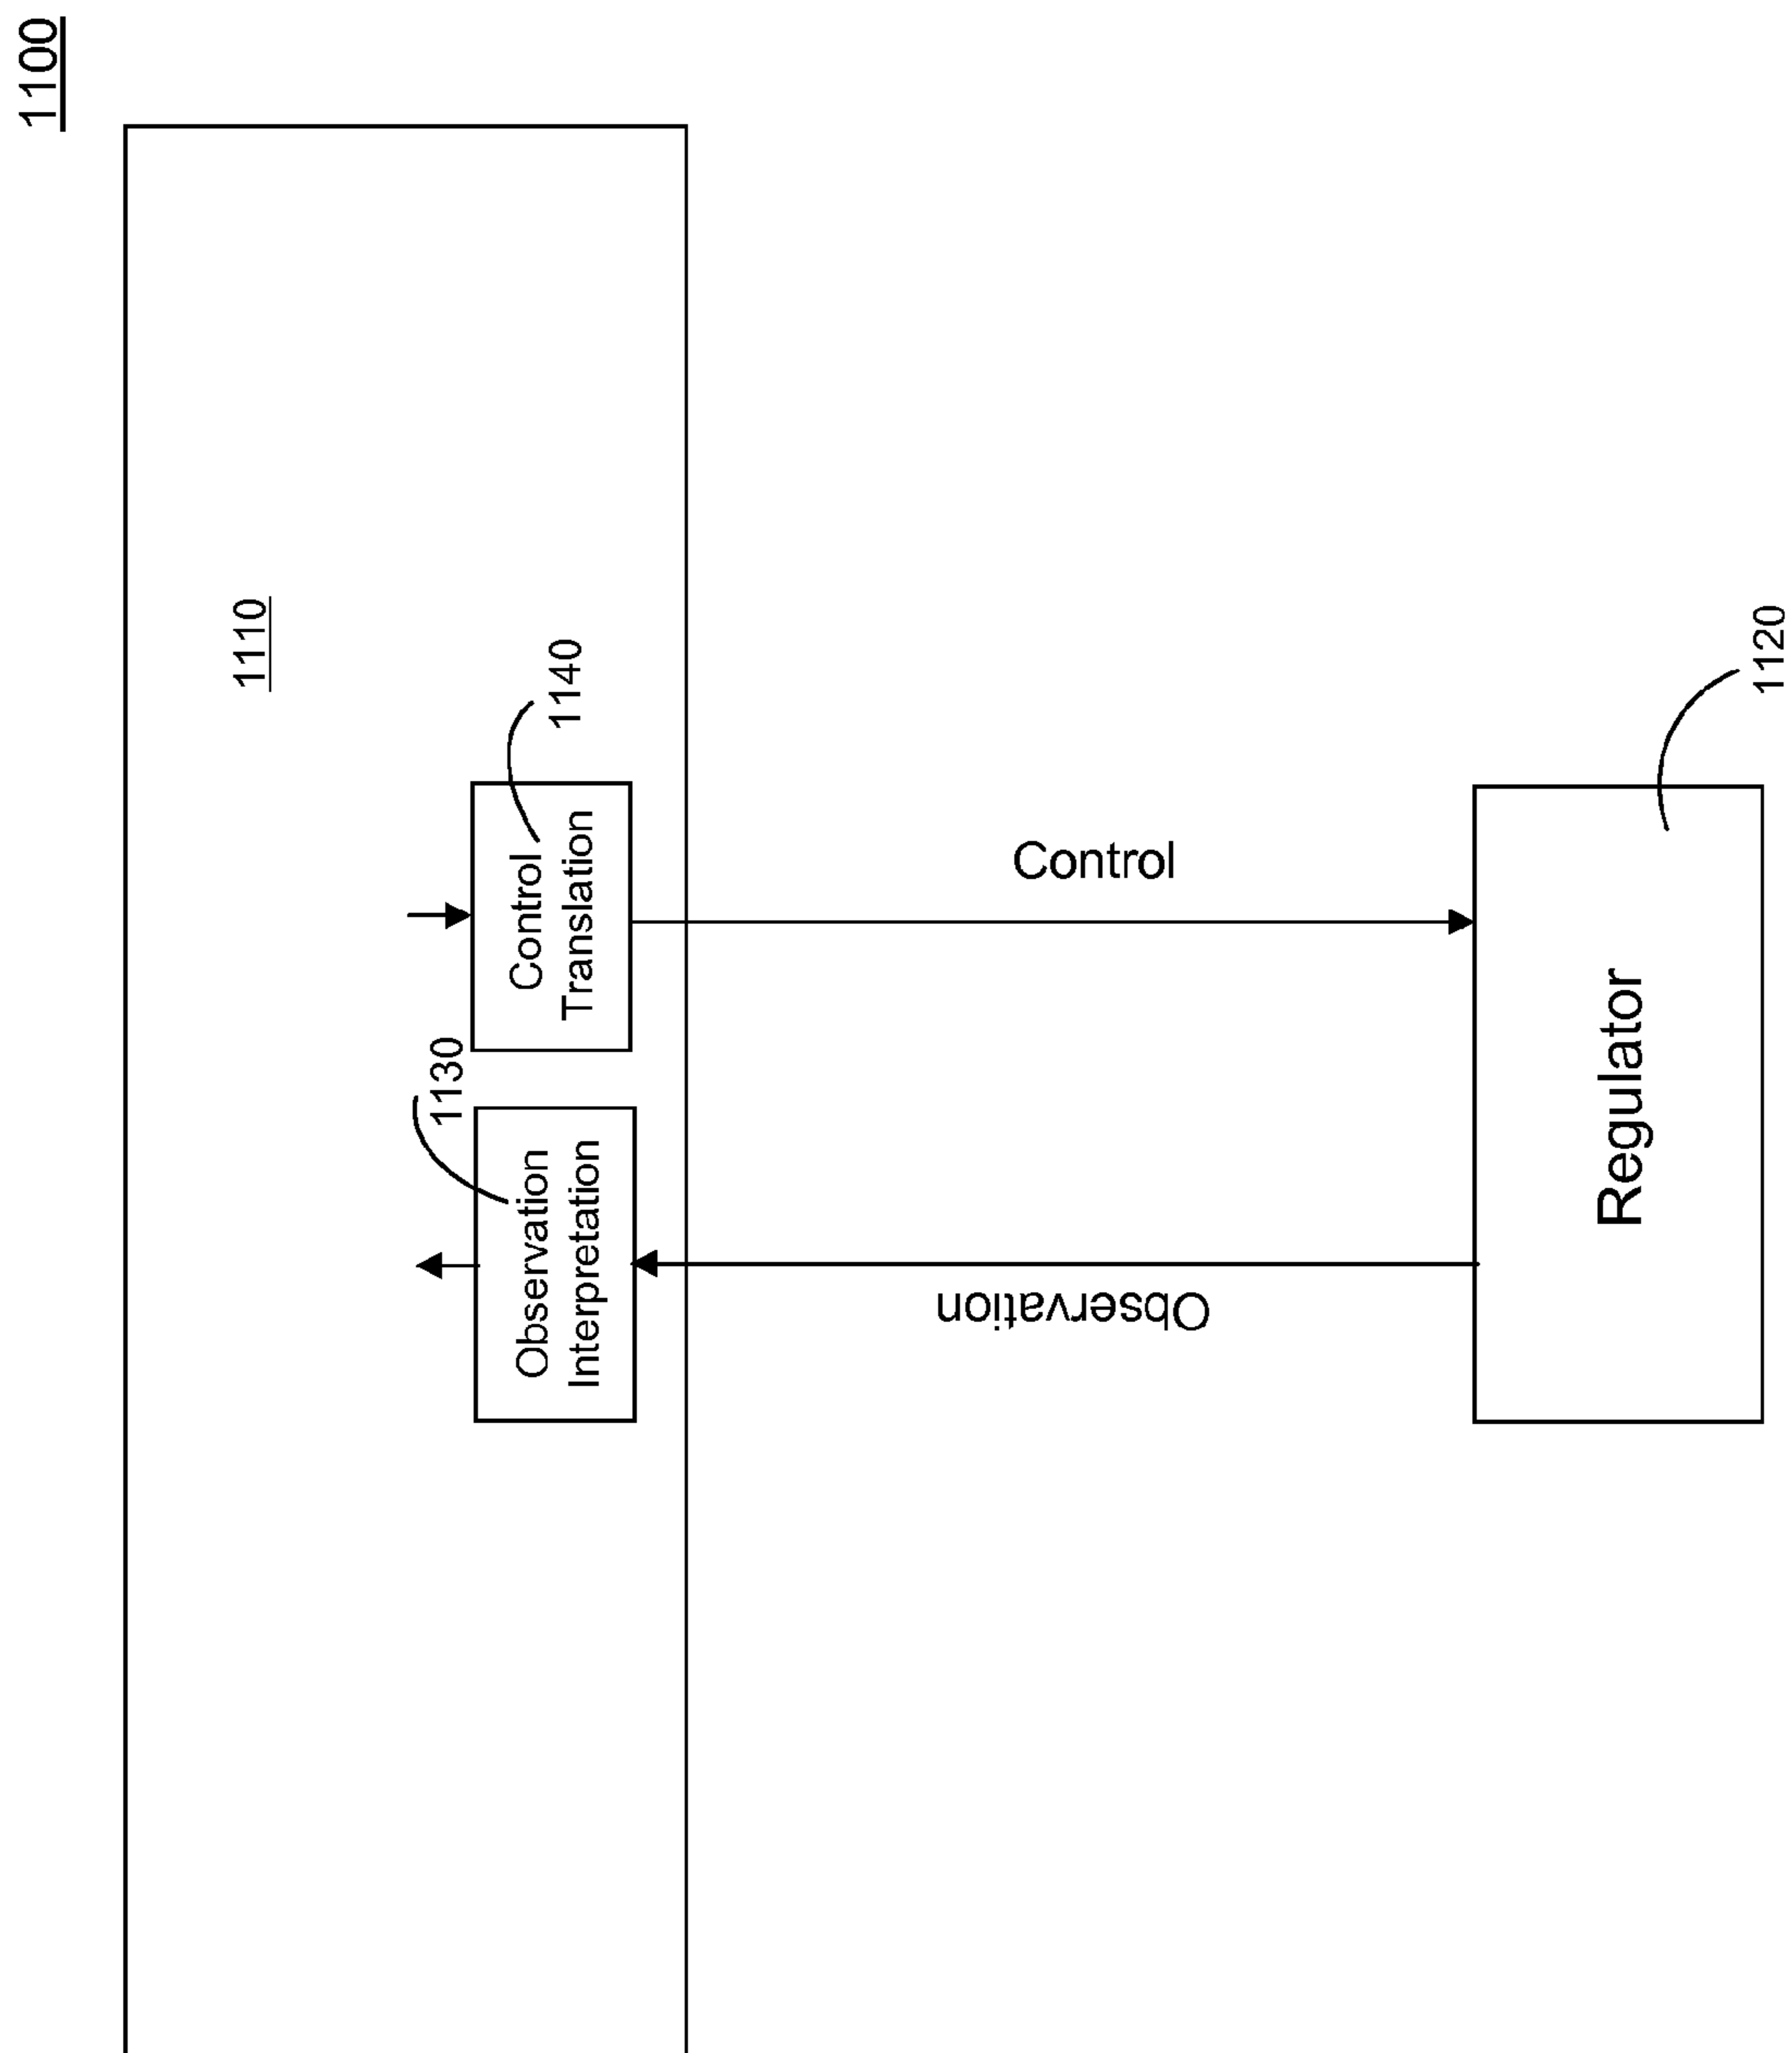 1100
1110
1140
Control
Translation
1130
Observation
Interpretation
Control
Observation
Regulator
1120